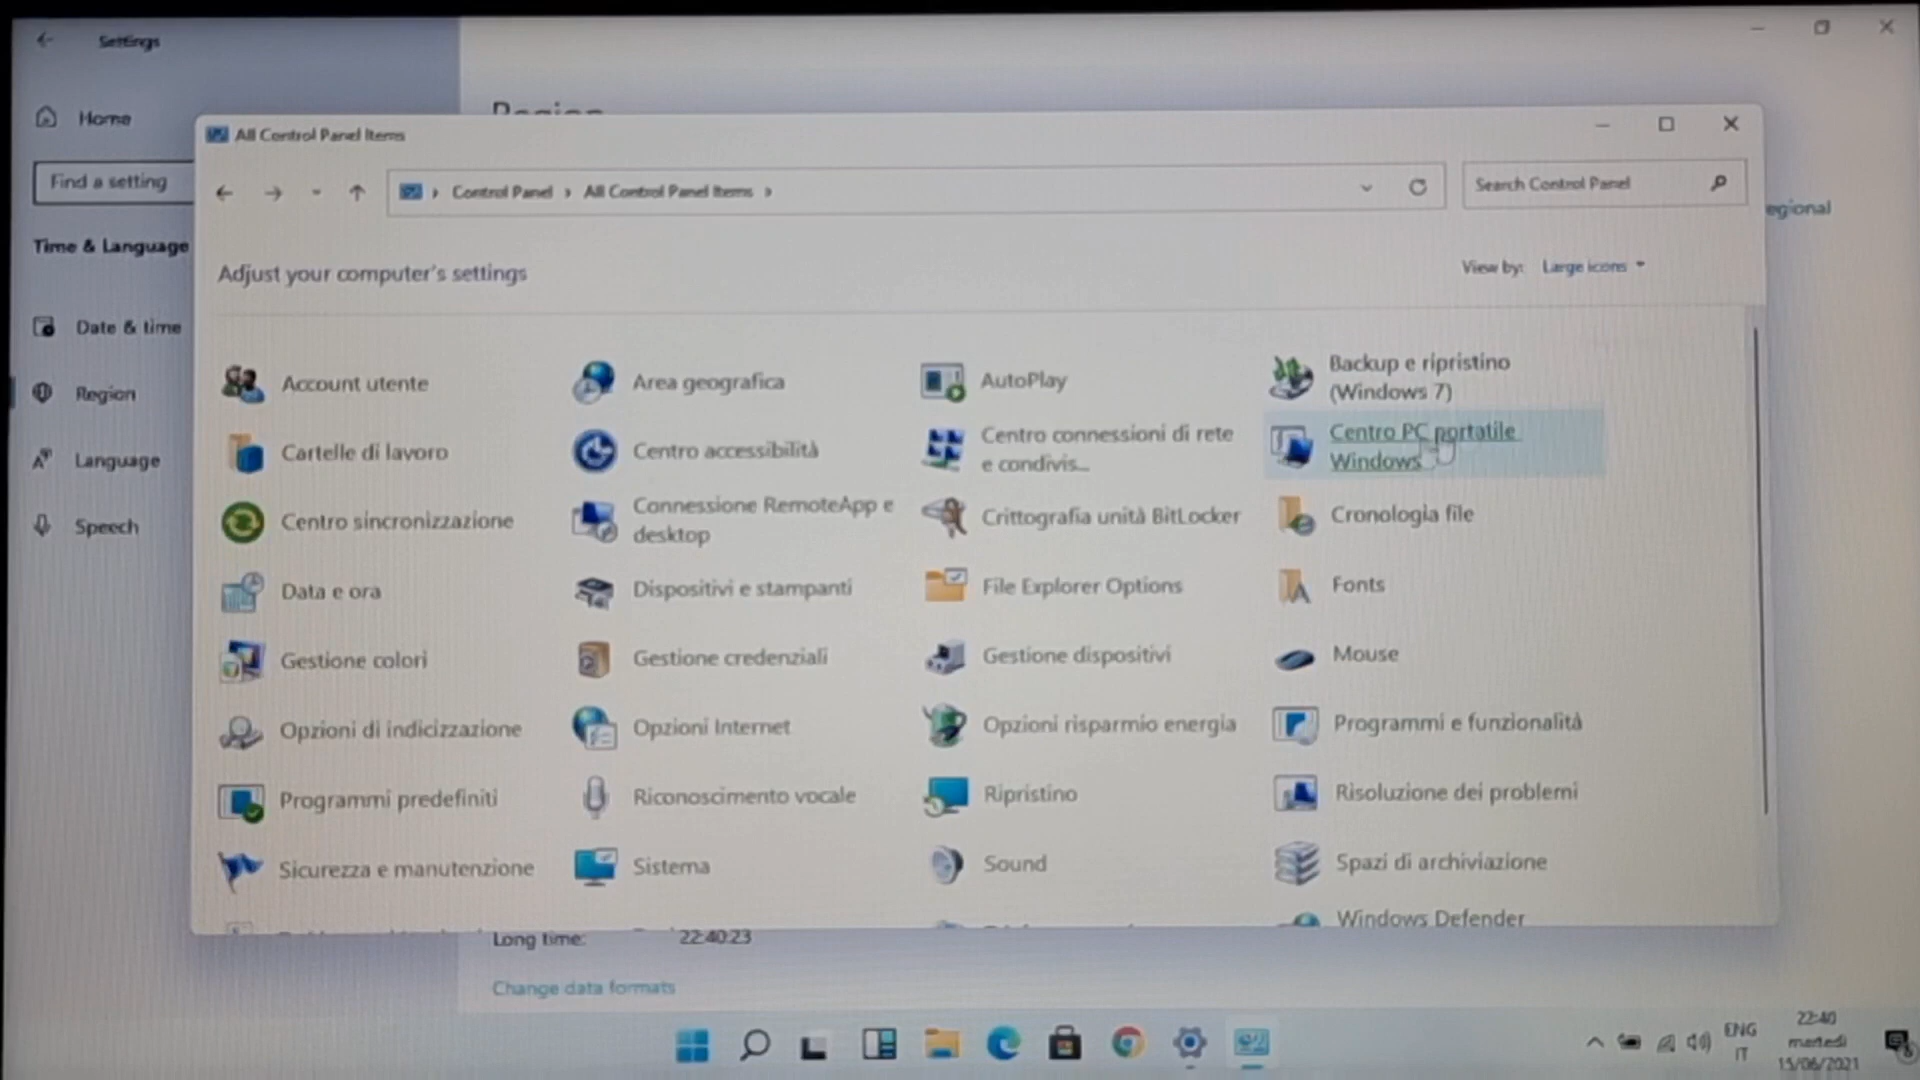 Settings
Home
Find a setting
Time & Language
Date & time
Region
Language
Speech
Region
egional
All Control Panel Items
Control Panel › All Control Panel Items ›
Search Control Panel
Adjust your computer's settings
View by: Large icons
Account utente
Area geografica
AutoPlay
Backup e ripristino
(Windows 7)
Cartelle di lavoro
Centro accessibilità
Centro connessioni di rete
e condivis...
Centro PC portatile
Windows
Centro sincronizzazione
Connessione RemoteApp e
desktop
Crittografia unità BitLocker
Cronologia file
Data e ora
Dispositivi e stampanti
File Explorer Options
Fonts
Gestione colori
Gestione credenziali
Gestione dispositivi
Mouse
Opzioni di indicizzazione
Opzioni Internet
Opzioni risparmio energia
Programmi e funzionalità
Programmi predefiniti
Riconoscimento vocale
Ripristino
Risoluzione dei problemi
Sicurezza e manutenzione
Sistema
Sound
Spazi di archiviazione
Windows Defender
Long time: 22:40:23
Change data formats
ENG
IT
22:40
martedì
15/06/2021